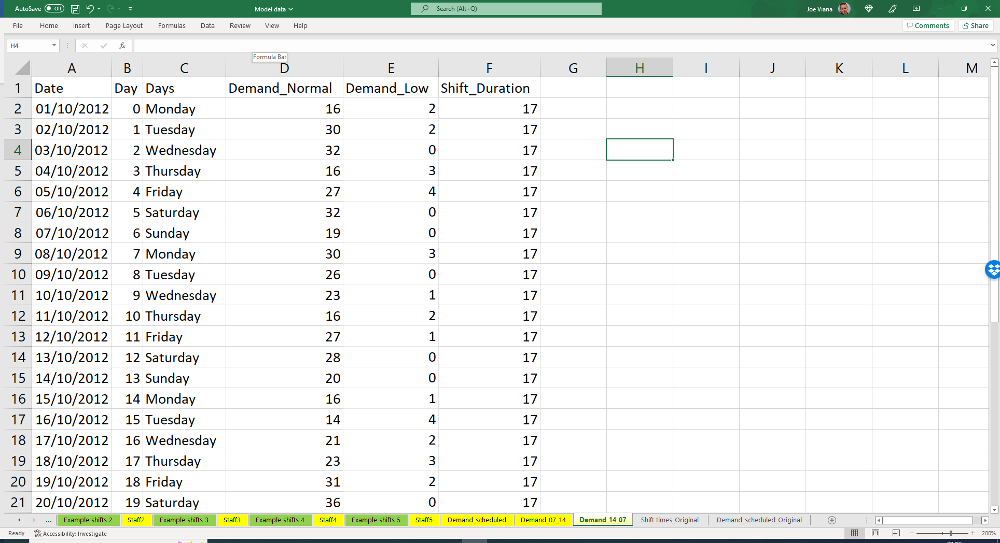 AutoSave Off Model data Search (Alt+Q) Joe Viana
File Home Insert Page Layout Formulas Data Review View Help Comments Share
H4 fx
Formula Bar
A B C D E F G H I J K L M
1 Date Day Days Demand_Normal Demand_Low Shift_Duration
2 01/10/2012 0 Monday 16 2 17
3 02/10/2012 1 Tuesday 30 2 17
4 03/10/2012 2 Wednesday 32 0 17
5 04/10/2012 3 Thursday 16 3 17
6 05/10/2012 4 Friday 27 4 17
7 06/10/2012 5 Saturday 32 0 17
8 07/10/2012 6 Sunday 19 0 17
9 08/10/2012 7 Monday 30 3 17
10 09/10/2012 8 Tuesday 26 0 17
11 10/10/2012 9 Wednesday 23 1 17
12 11/10/2012 10 Thursday 16 2 17
13 12/10/2012 11 Friday 27 1 17
14 13/10/2012 12 Saturday 28 0 17
15 14/10/2012 13 Sunday 20 0 17
16 15/10/2012 14 Monday 16 1 17
17 16/10/2012 15 Tuesday 14 4 17
18 17/10/2012 16 Wednesday 21 2 17
19 18/10/2012 17 Thursday 23 3 17
20 19/10/2012 18 Friday 31 2 17
21 20/10/2012 19 Saturday 36 0 17
... Example shifts 2 Staff2 Example shifts 3 Staff3 Example shifts 4 Staff4 Example shifts 5 Staff5 Demand_scheduled Demand_07_14 Demand_14_07 Shift times_Original Demand_scheduled_Original
Ready Accessibility: Investigate 200%